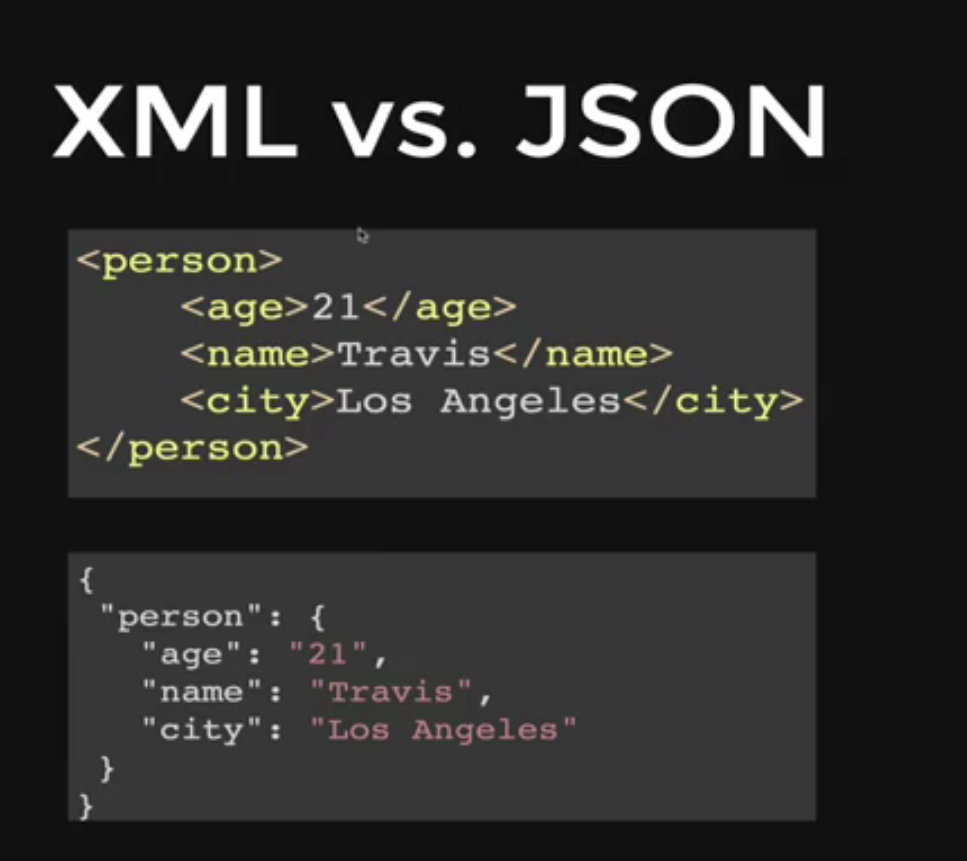 XML vs. JSON
<person>
<age>21</age>
<name>Travis</name>
<city>Los Angeles</city>
</person>
{
"person": {
"age": "21",
"name": "Travis",
"city": "Los Angeles"
}
}